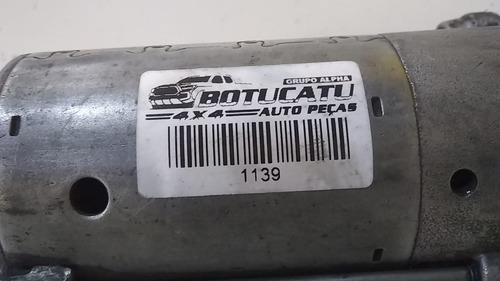 GRUPO ALPHA
BOTUCATU
4X4 AUTO PEÇAS
1139